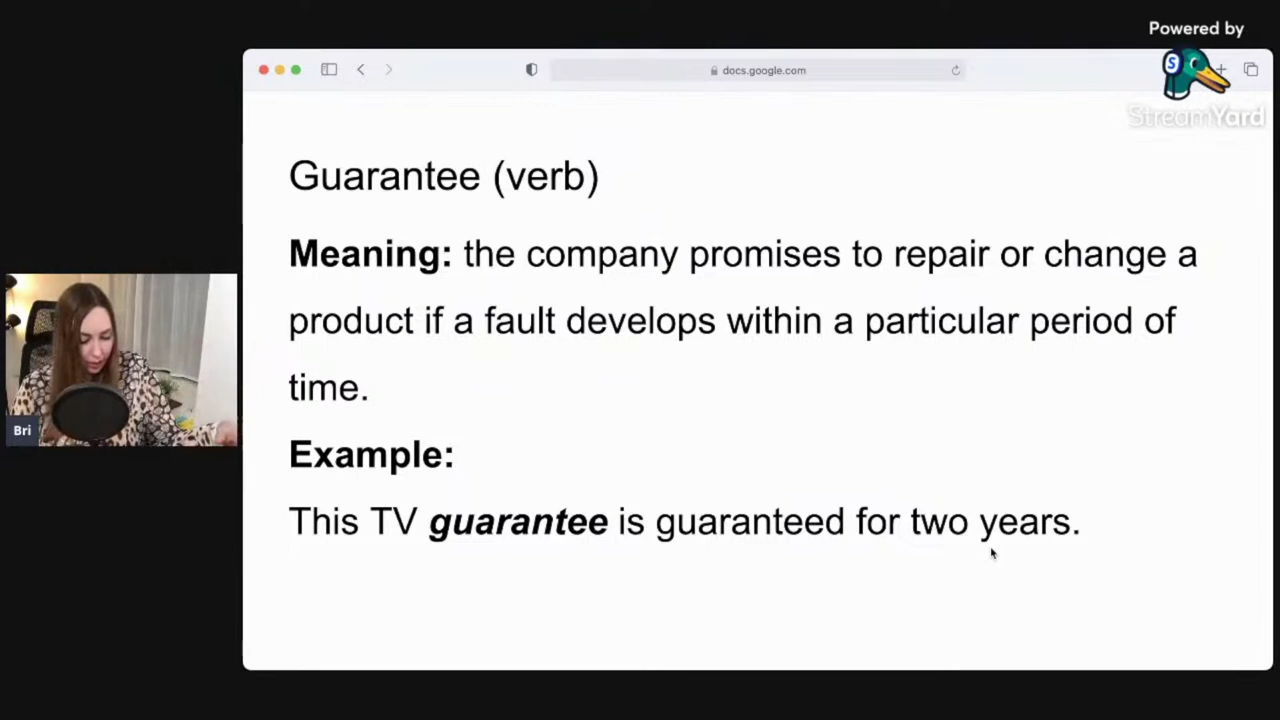 Powered by
StreamYard
docs.google.com
Guarantee (verb)
Meaning: the company promises to repair or change a
product if a fault develops within a particular period of
time.
Example:
This TV guarantee is guaranteed for two years.
Bri
S